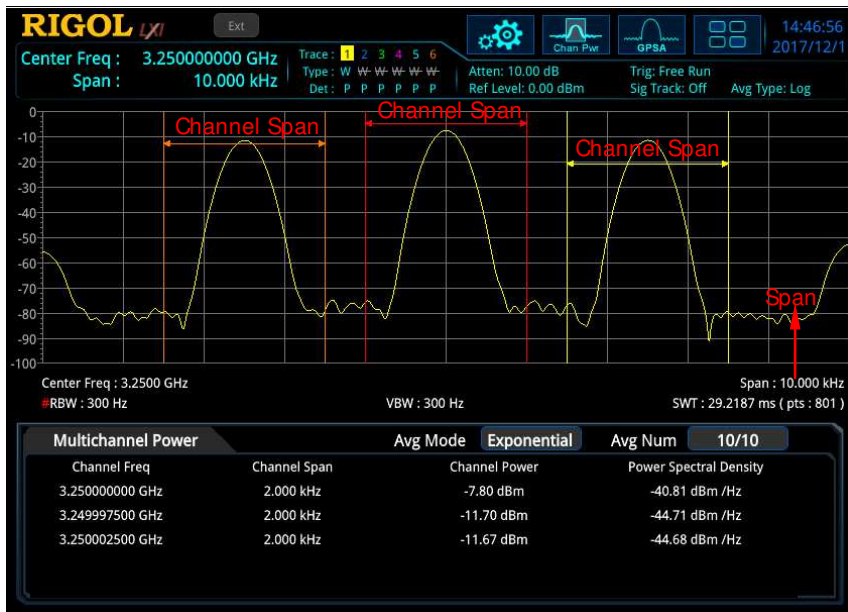 RIGOL LXI Ext 14:46:56
2017/12/1
Chan Pwr GPSA
Center Freq : 3.250000000 GHz
Span : 10.000 kHz
Trace : 1 2 3 4 5 6
Type : W W W W W W
Det : P P P P P P
Atten: 10.00 dB Trig: Free Run
Ref Level: 0.00 dBm Sig Track: Off Avg Type: Log
0
-10
-20
-30
-40
-50
-60
-70
-80
-90
-100
Channel Span
Channel Span
Channel Span
Span
Center Freq : 3.2500 GHz Span : 10.000 kHz
#RBW : 300 Hz VBW : 300 Hz SWT : 29.2187 ms ( pts : 801 )
Multichannel Power Avg Mode Exponential Avg Num 10/10
Channel Freq Channel Span Channel Power Power Spectral Density
3.250000000 GHz 2.000 kHz -7.80 dBm -40.81 dBm /Hz
3.249997500 GHz 2.000 kHz -11.70 dBm -44.71 dBm /Hz
3.250002500 GHz 2.000 kHz -11.67 dBm -44.68 dBm /Hz